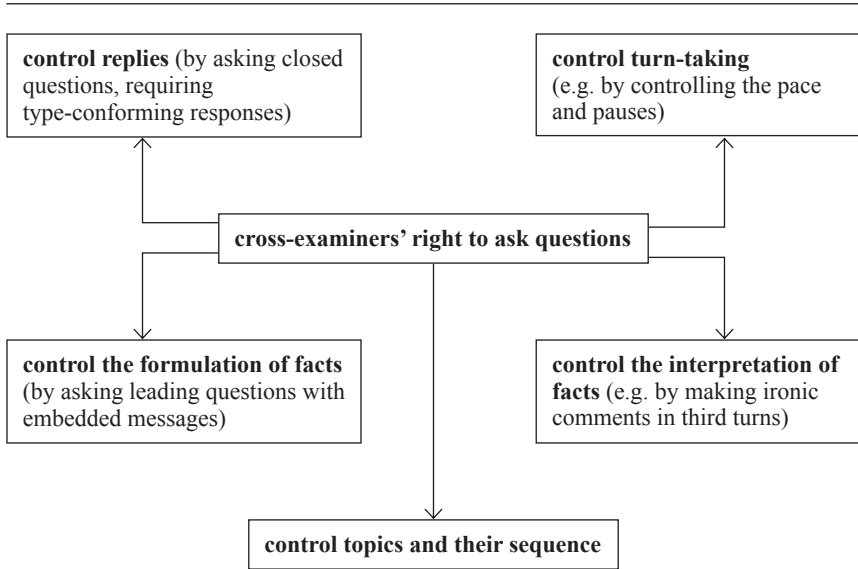 control replies (by asking closed
questions, requiring
type-conforming responses)
control turn-taking
(e.g. by controlling the pace
and pauses)
cross-examiners’ right to ask questions
control the formulation of facts
(by asking leading questions with
embedded messages)
control the interpretation of
facts (e.g. by making ironic
comments in third turns)
control topics and their sequence